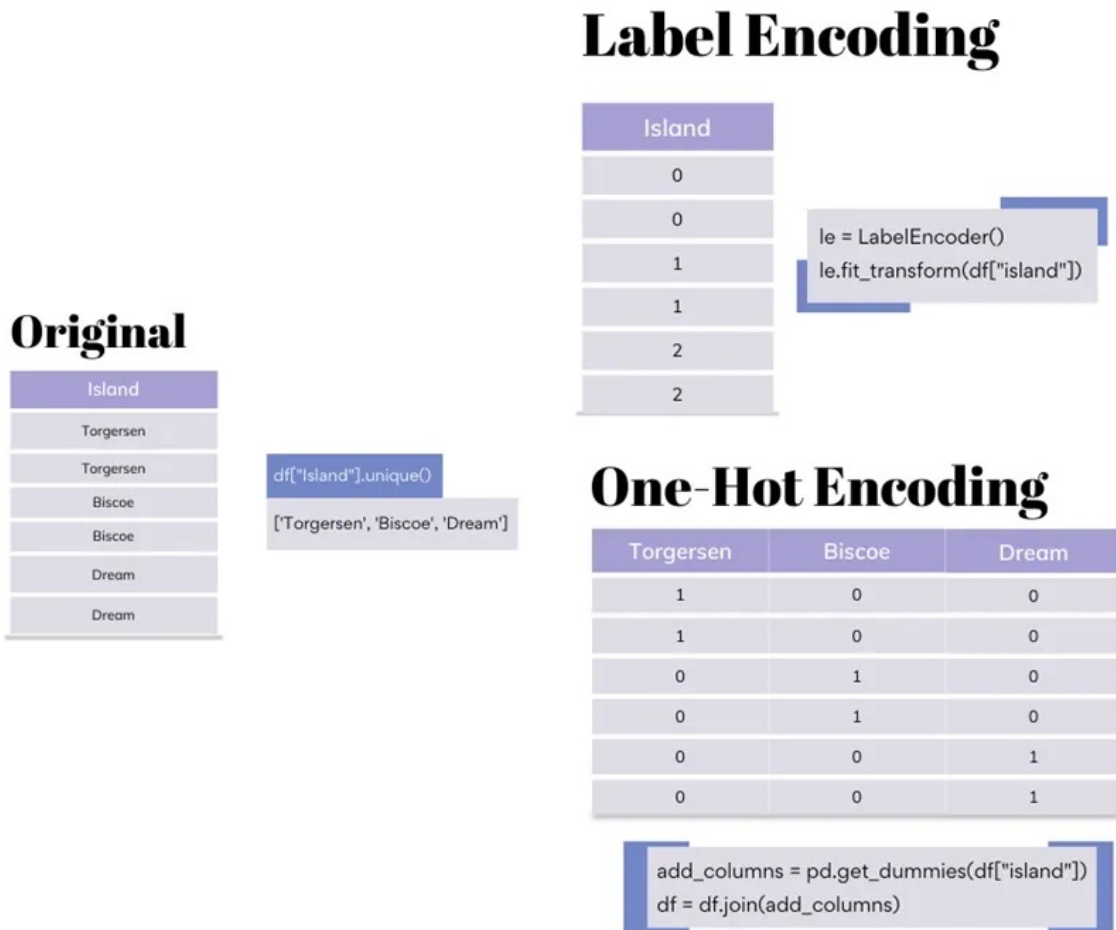 Original
Island
Torgersen
Torgersen
Biscoe
Biscoe
Dream
Dream
df["Island"].unique()
['Torgersen', 'Biscoe', 'Dream']
Label Encoding
Island
0
0
1
1
2
2
le = LabelEncoder()
le.fit_transform(df["island"])
One-Hot Encoding
Torgersen Biscoe Dream
1 0 0
1 0 0
0 1 0
0 1 0
0 0 1
0 0 1
add_columns = pd.get_dummies(df["island"])
df = df.join(add_columns)